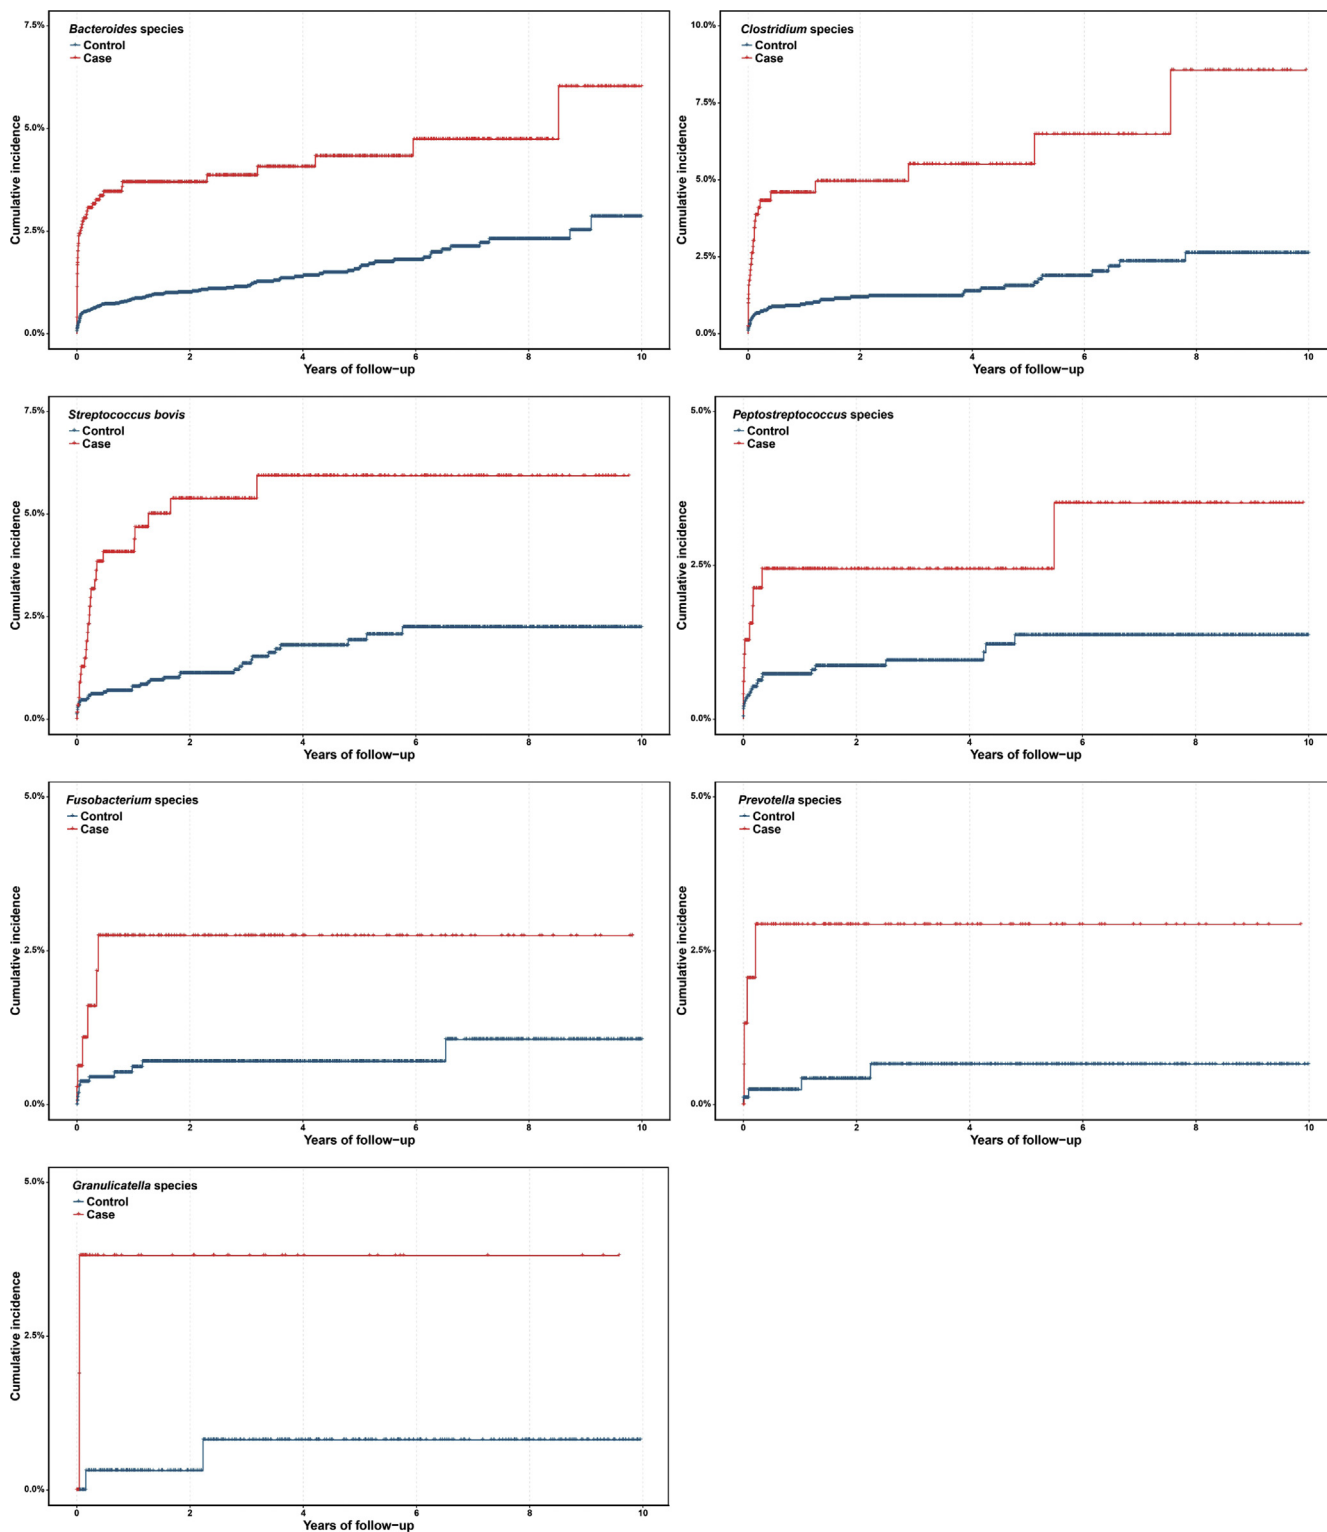 Bacteroides species
Control
Case
7.5%
5.0%
2.5%
0.0%
Cumulative incidence
0 2 4 6 8 10
Years of follow-up
Clostridium species
Control
Case
10.0%
7.5%
5.0%
2.5%
0.0%
Cumulative incidence
0 2 4 6 8 10
Years of follow-up
Streptococcus bovis
Control
Case
7.5%
5.0%
2.5%
0.0%
Cumulative incidence
0 2 4 6 8 10
Years of follow-up
Peptostreptococcus species
Control
Case
5.0%
2.5%
0.0%
Cumulative incidence
0 2 4 6 8 10
Years of follow-up
Fusobacterium species
Control
Case
5.0%
2.5%
0.0%
Cumulative incidence
0 2 4 6 8 10
Years of follow-up
Prevotella species
Control
Case
5.0%
2.5%
0.0%
Cumulative incidence
0 2 4 6 8 10
Years of follow-up
Granulicatella species
Control
Case
5.0%
2.5%
0.0%
Cumulative incidence
0 2 4 6 8 10
Years of follow-up